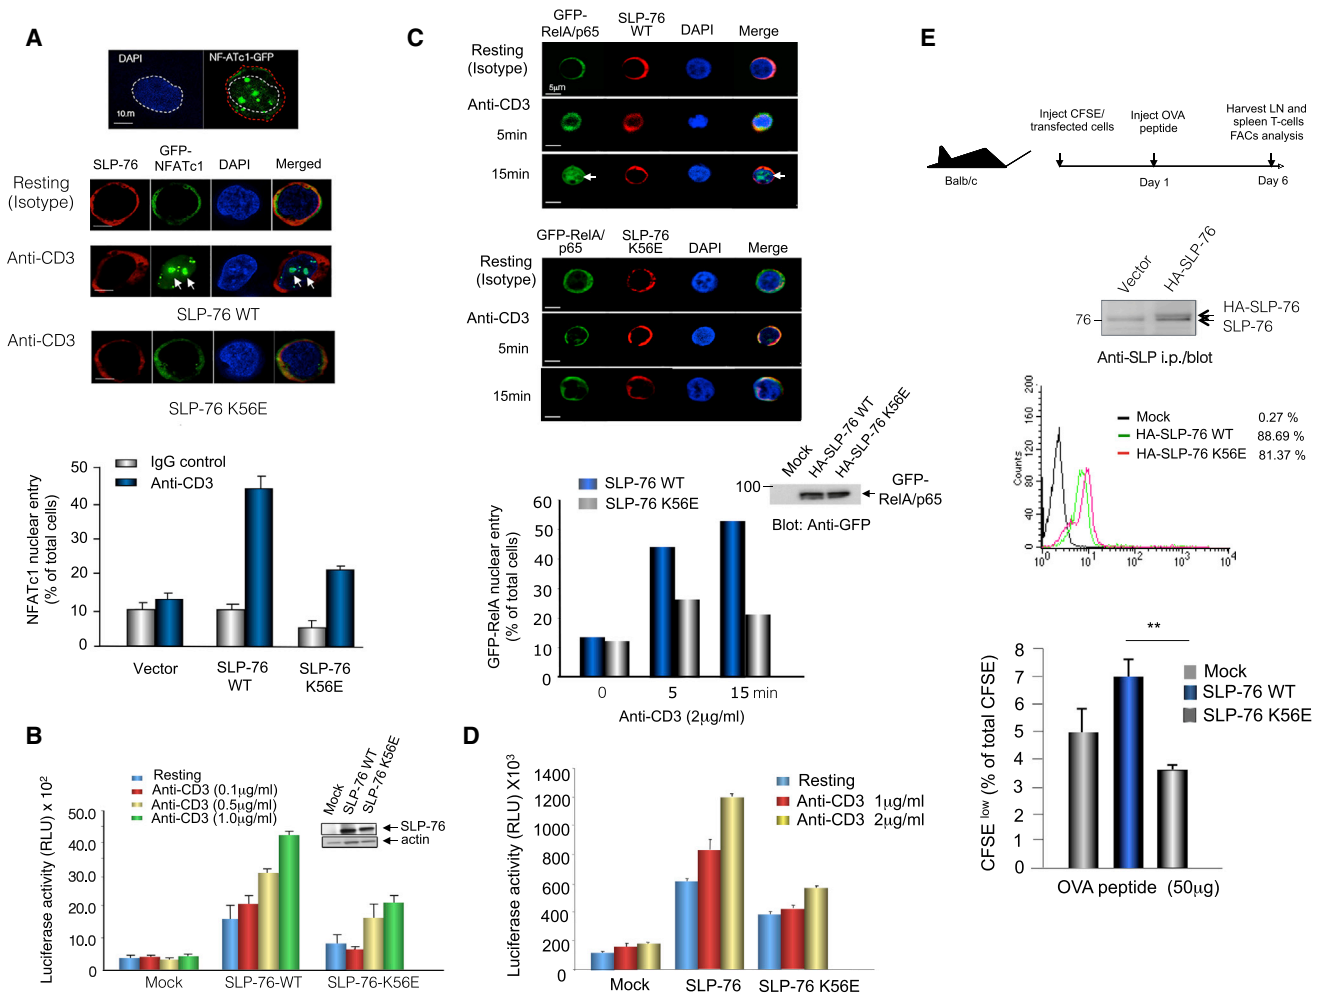 A
DAPI
NF-ATc1-GFP
10.m
SLP-76
GFP-
NFATc1
DAPI
Merged
Resting
(Isotype)
Anti-CD3
SLP-76 WT
Anti-CD3
SLP-76 K56E
IgG control
Anti-CD3
NFATc1 nuclear entry
(% of total cells)
50
40
30
20
10
0
Vector
SLP-76
WT
SLP-76
K56E
B
Resting
Anti-CD3 (0.1µg/ml)
Anti-CD3 (0.5µg/ml)
Anti-CD3 (1.0µg/ml)
Mock
SLP-76 WT
SLP-76 K56E
SLP-76
actin
Luciferase activity (RLU) x 10²
50.0
40.0
30.0
20.0
10.0
0
Mock
SLP-76-WT
SLP-76-K56E
C
GFP-
RelA/p65
SLP-76
WT
DAPI
Merge
Resting
(Isotype)
5µm
Anti-CD3
5min
15min
GFP-RelA/
p65
SLP-76
K56E
DAPI
Merge
Resting
(Isotype)
Anti-CD3
5min
15min
Mock
HA-SLP-76 WT
HA-SLP-76 K56E
100
GFP-
RelA/p65
Blot: Anti-GFP
SLP-76 WT
SLP-76 K56E
GFP-RelA nuclear entry
(% of total cells)
60
50
40
30
20
10
0
0
5
15 min
Anti-CD3 (2µg/ml)
D
Resting
Anti-CD3 1µg/ml
Anti-CD3 2µg/ml
Luciferase activity (RLU) X10³
1400
1200
1000
800
600
400
200
0
Mock
SLP-76
SLP-76 K56E
E
Inject CFSE/
transfected cells
Inject OVA
peptide
Harvest LN and
spleen T-cells
FACs analysis
Balb/c
Day 1
Day 6
Vector
HA-SLP-76
76
HA-SLP-76
SLP-76
Anti-SLP i.p./blot
Counts
200
160
120
80
40
0
10⁰
10¹
10²
10³
10⁴
Mock 0.27 %
HA-SLP-76 WT 88.69 %
HA-SLP-76 K56E 81.37 %
**
Mock
SLP-76 WT
SLP-76 K56E
CFSE low (% of total CFSE)
8
7
6
5
4
3
2
1
0
OVA peptide (50µg)